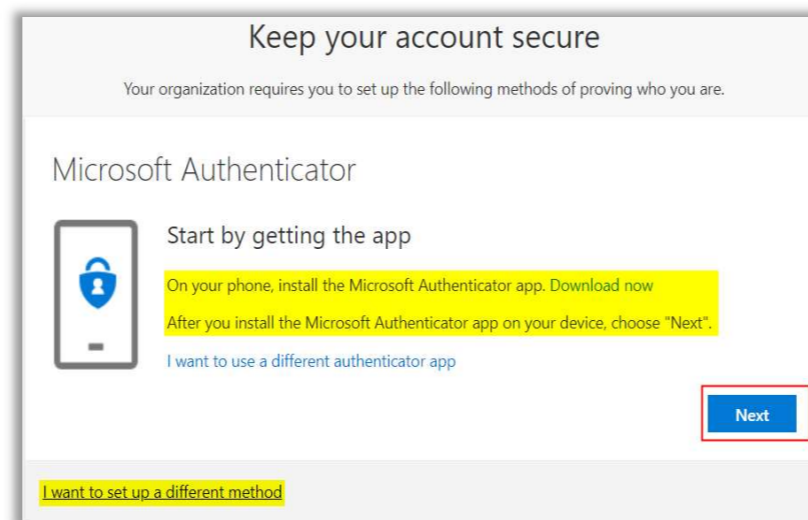 Keep your account secure
Your organization requires you to set up the following methods of proving who you are.
Microsoft Authenticator
Start by getting the app
On your phone, install the Microsoft Authenticator app. Download now
After you install the Microsoft Authenticator app on your device, choose "Next".
I want to use a different authenticator app
Next
I want to set up a different method